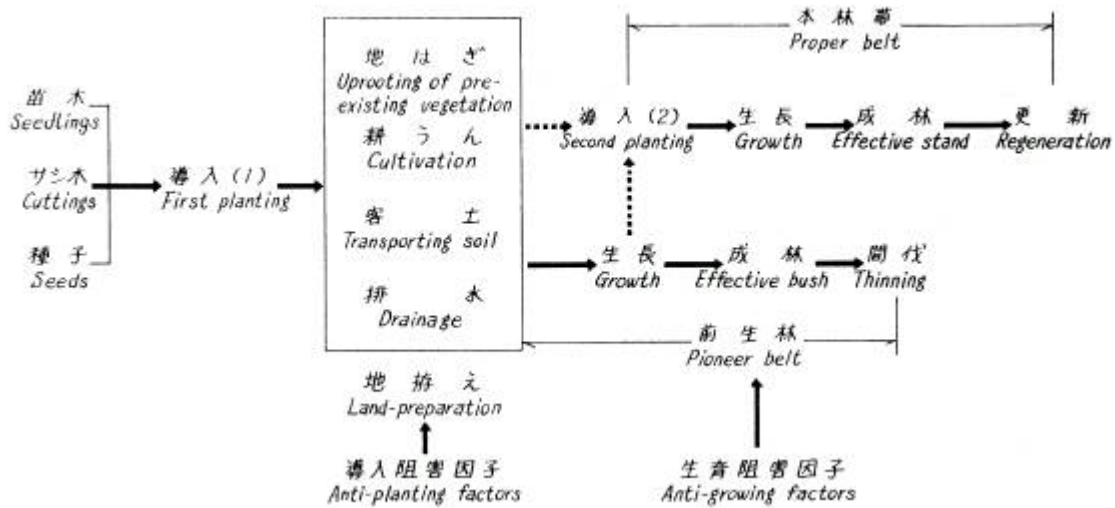 苗木
Seedlings
サシ木
Cuttings
種子
Seeds
導入(1)
First planting
地はぎ
Uprooting of pre-
existing vegetation
耕うん
Cultivation
客土
Transporting soil
排水
Drainage
地拵え
Land-preparation
導入阻害因子
Anti-planting factors
本林帯
Proper belt
導入(2)
Second planting
生長
Growth
成林
Effective stand
更新
Regeneration
生長
Growth
成林
Effective bush
間伐
Thinning
前生林
Pioneer belt
生育阻害因子
Anti-growing factors